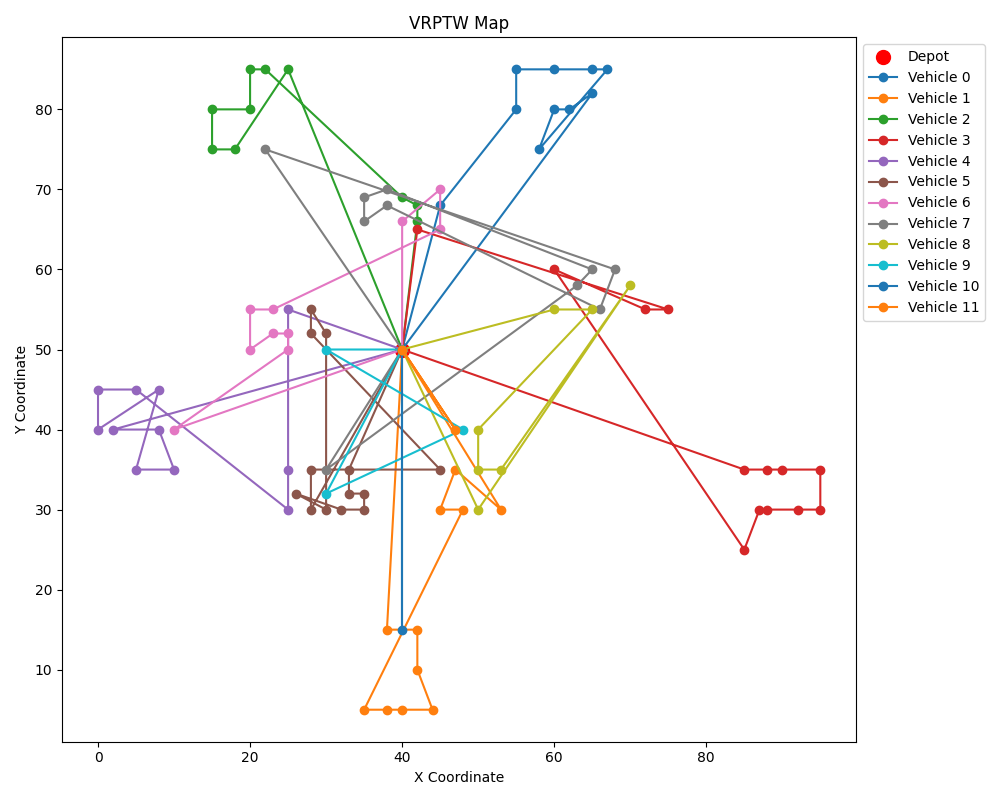 VRPTW Map
Y Coordinate
80
70
60
50
40
30
20
10
0
20
40
60
80
X Coordinate
Depot
Vehicle 0
Vehicle 1
Vehicle 2
Vehicle 3
Vehicle 4
Vehicle 5
Vehicle 6
Vehicle 7
Vehicle 8
Vehicle 9
Vehicle 10
Vehicle 11